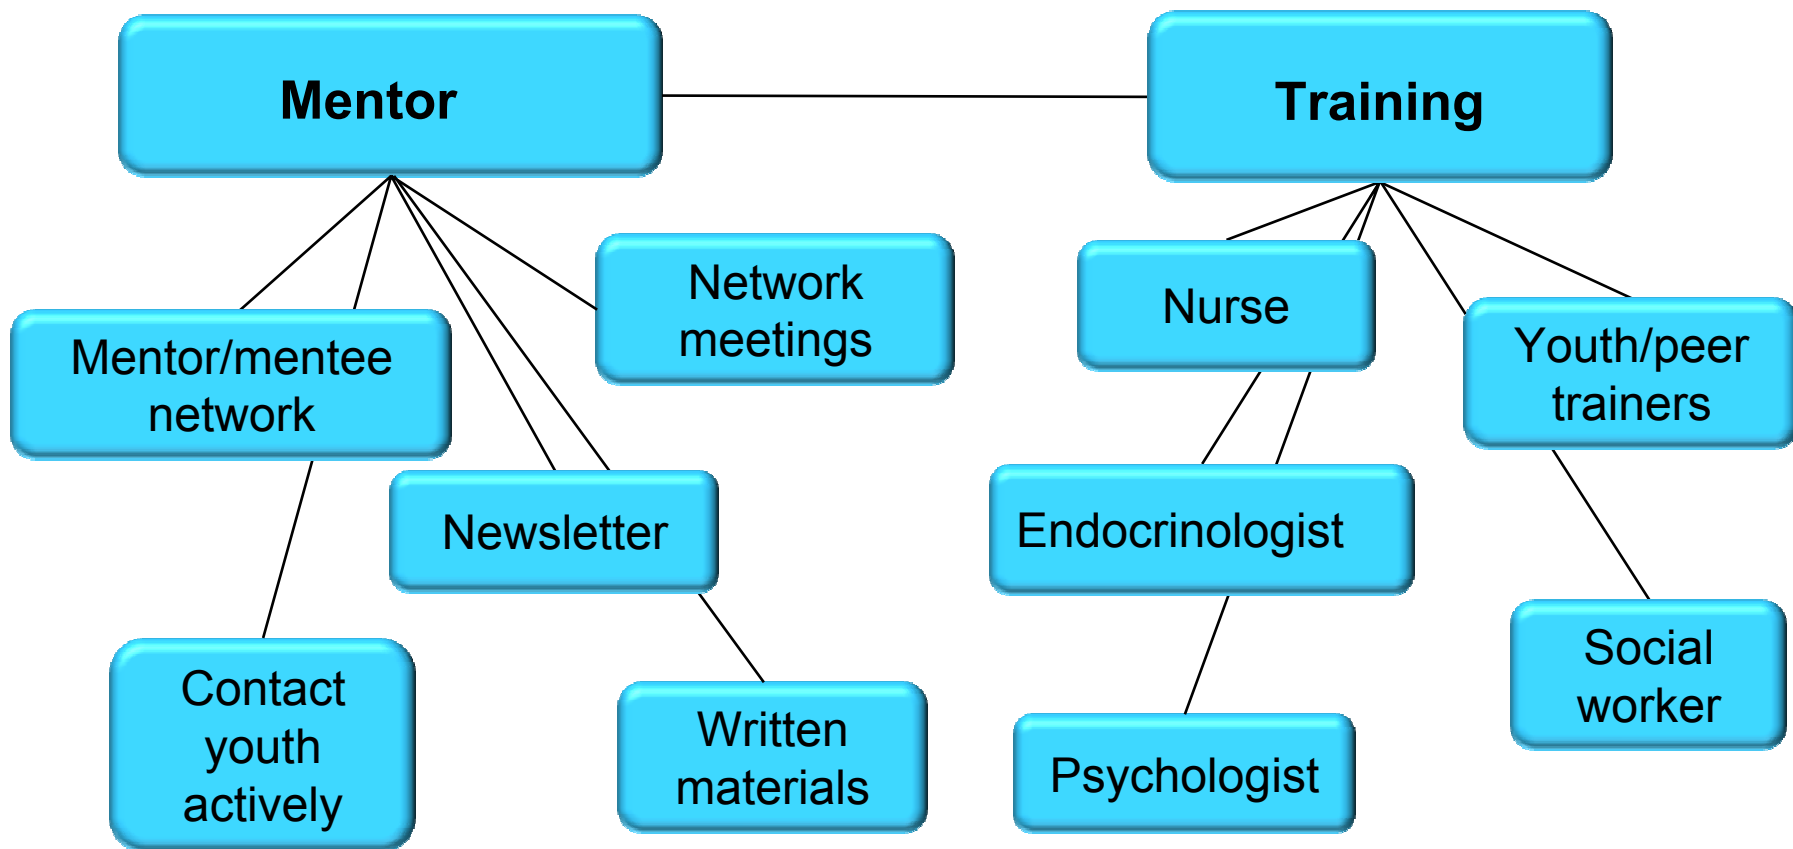 Mentor
Training
Network
meetings
Nurse
Mentor/mentee
network
Youth/peer
trainers
Newsletter
Endocrinologist
Contact
youth
actively
Written
materials
Psychologist
Social
worker